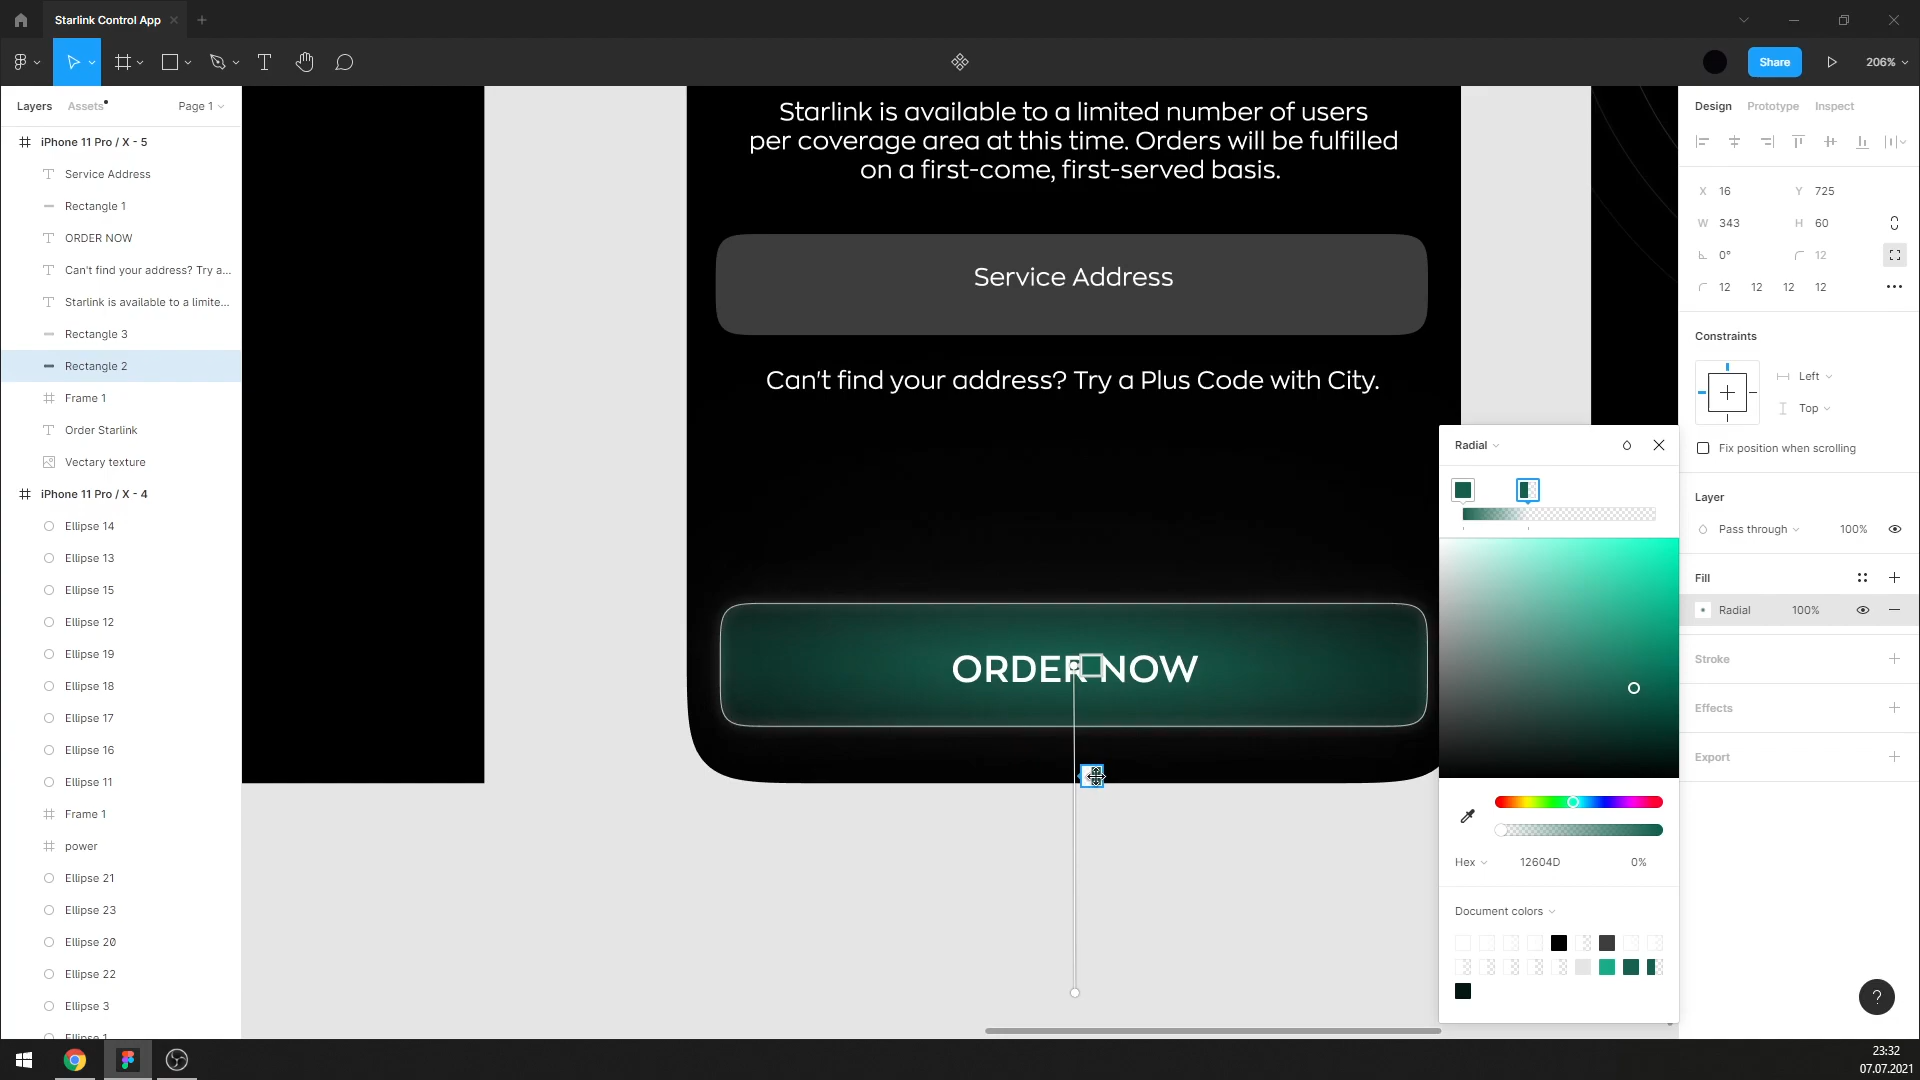 Starlink Control App
Share
206%
Layers
Assets
Page 1
iPhone 11 Pro / X - 5
Service Address
Rectangle 1
ORDER NOW
Can't find your address? Try a...
Starlink is available to a limite...
Rectangle 3
Rectangle 2
Frame 1
Order Starlink
Vectary texture
iPhone 11 Pro / X - 4
Ellipse 14
Ellipse 13
Ellipse 15
Ellipse 12
Ellipse 19
Ellipse 18
Ellipse 17
Ellipse 16
Ellipse 11
Frame 1
power
Ellipse 21
Ellipse 23
Ellipse 20
Ellipse 22
Ellipse 3
Ellipse 1
Starlink is available to a limited number of users
per coverage area at this time. Orders will be fulfilled
on a first-come, first-served basis.
Service Address
Can't find your address? Try a Plus Code with City.
ORDER NOW
Radial
Hex
12604D
0%
Document colors
Design
Prototype
Inspect
X 16
Y 725
W 343
H 60
0°
12
12 12 12 12
Constraints
Left
Top
Fix position when scrolling
Layer
Pass through
100%
Fill
Radial
100%
Stroke
Effects
Export
?
23:32
07.07.2021